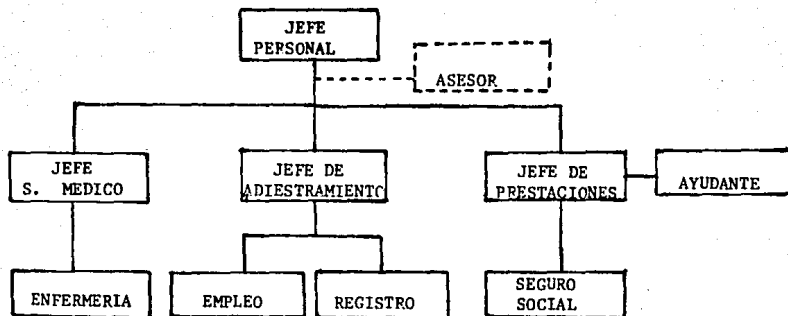 JEFE
PERSONAL
ASESOR
JEFE
S. MEDICO
JEFE DE
ADIESTRAMIENTO
JEFE DE
PRESTACIONES
AYUDANTE
ENFERMERIA
EMPLEO
REGISTRO
SEGURO
SOCIAL